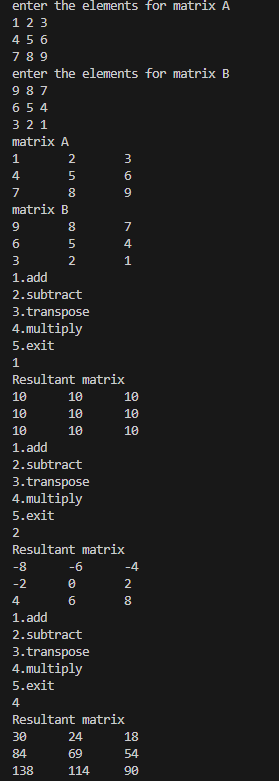 enter the elements for matrix A
1 2 3
4 5 6
7 8 9
enter the elements for matrix B
9 8 7
6 5 4
3 2 1
matrix A
1 2 3
4 5 6
7 8 9
matrix B
9 8 7
6 5 4
3 2 1
1.add
2.subtract
3.transpose
4.multiply
5.exit
1
Resultant matrix
10 10 10
10 10 10
10 10 10
1.add
2.subtract
3.transpose
4.multiply
5.exit
2
Resultant matrix
-8 -6 -4
-2 0 2
4 6 8
1.add
2.subtract
3.transpose
4.multiply
5.exit
4
Resultant matrix
30 24 18
84 69 54
138 114 90